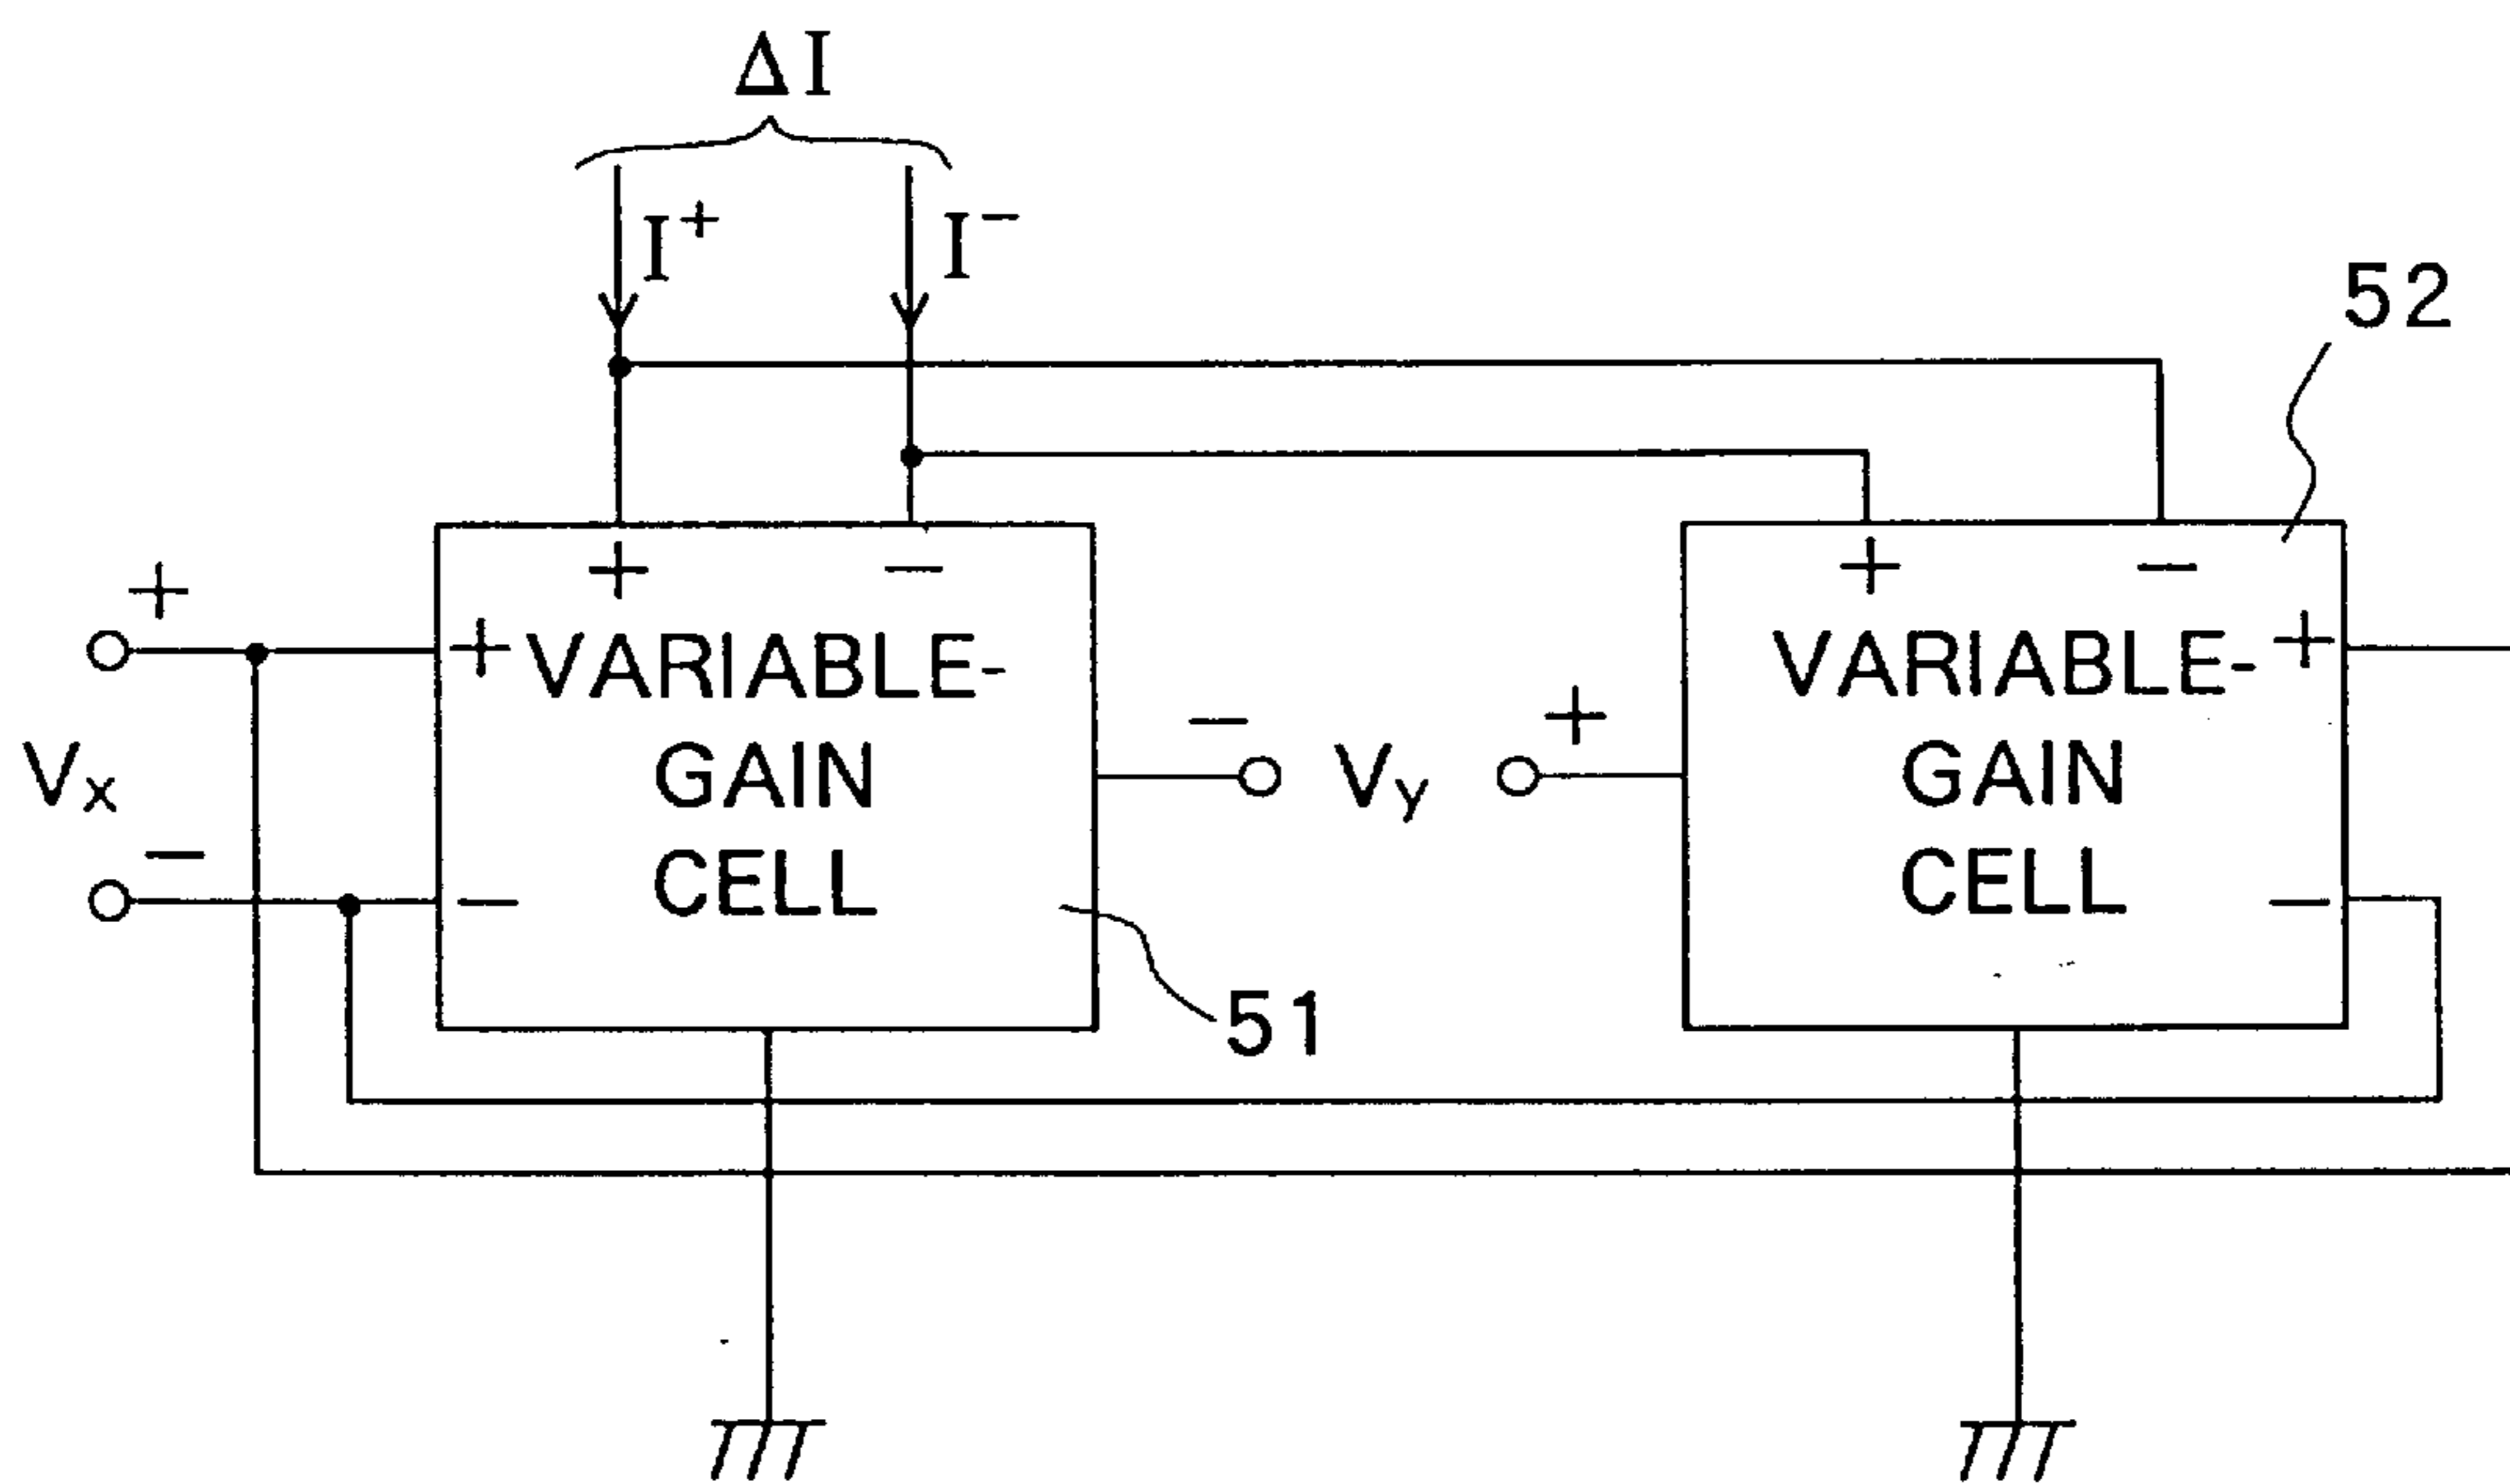 ΔI
I⁺ I⁻
52
+ − + −
+ + + +
VARIABLE-
GAIN
CELL
VARIABLE-
GAIN
CELL
− +
Vx
Vy
− − −
51